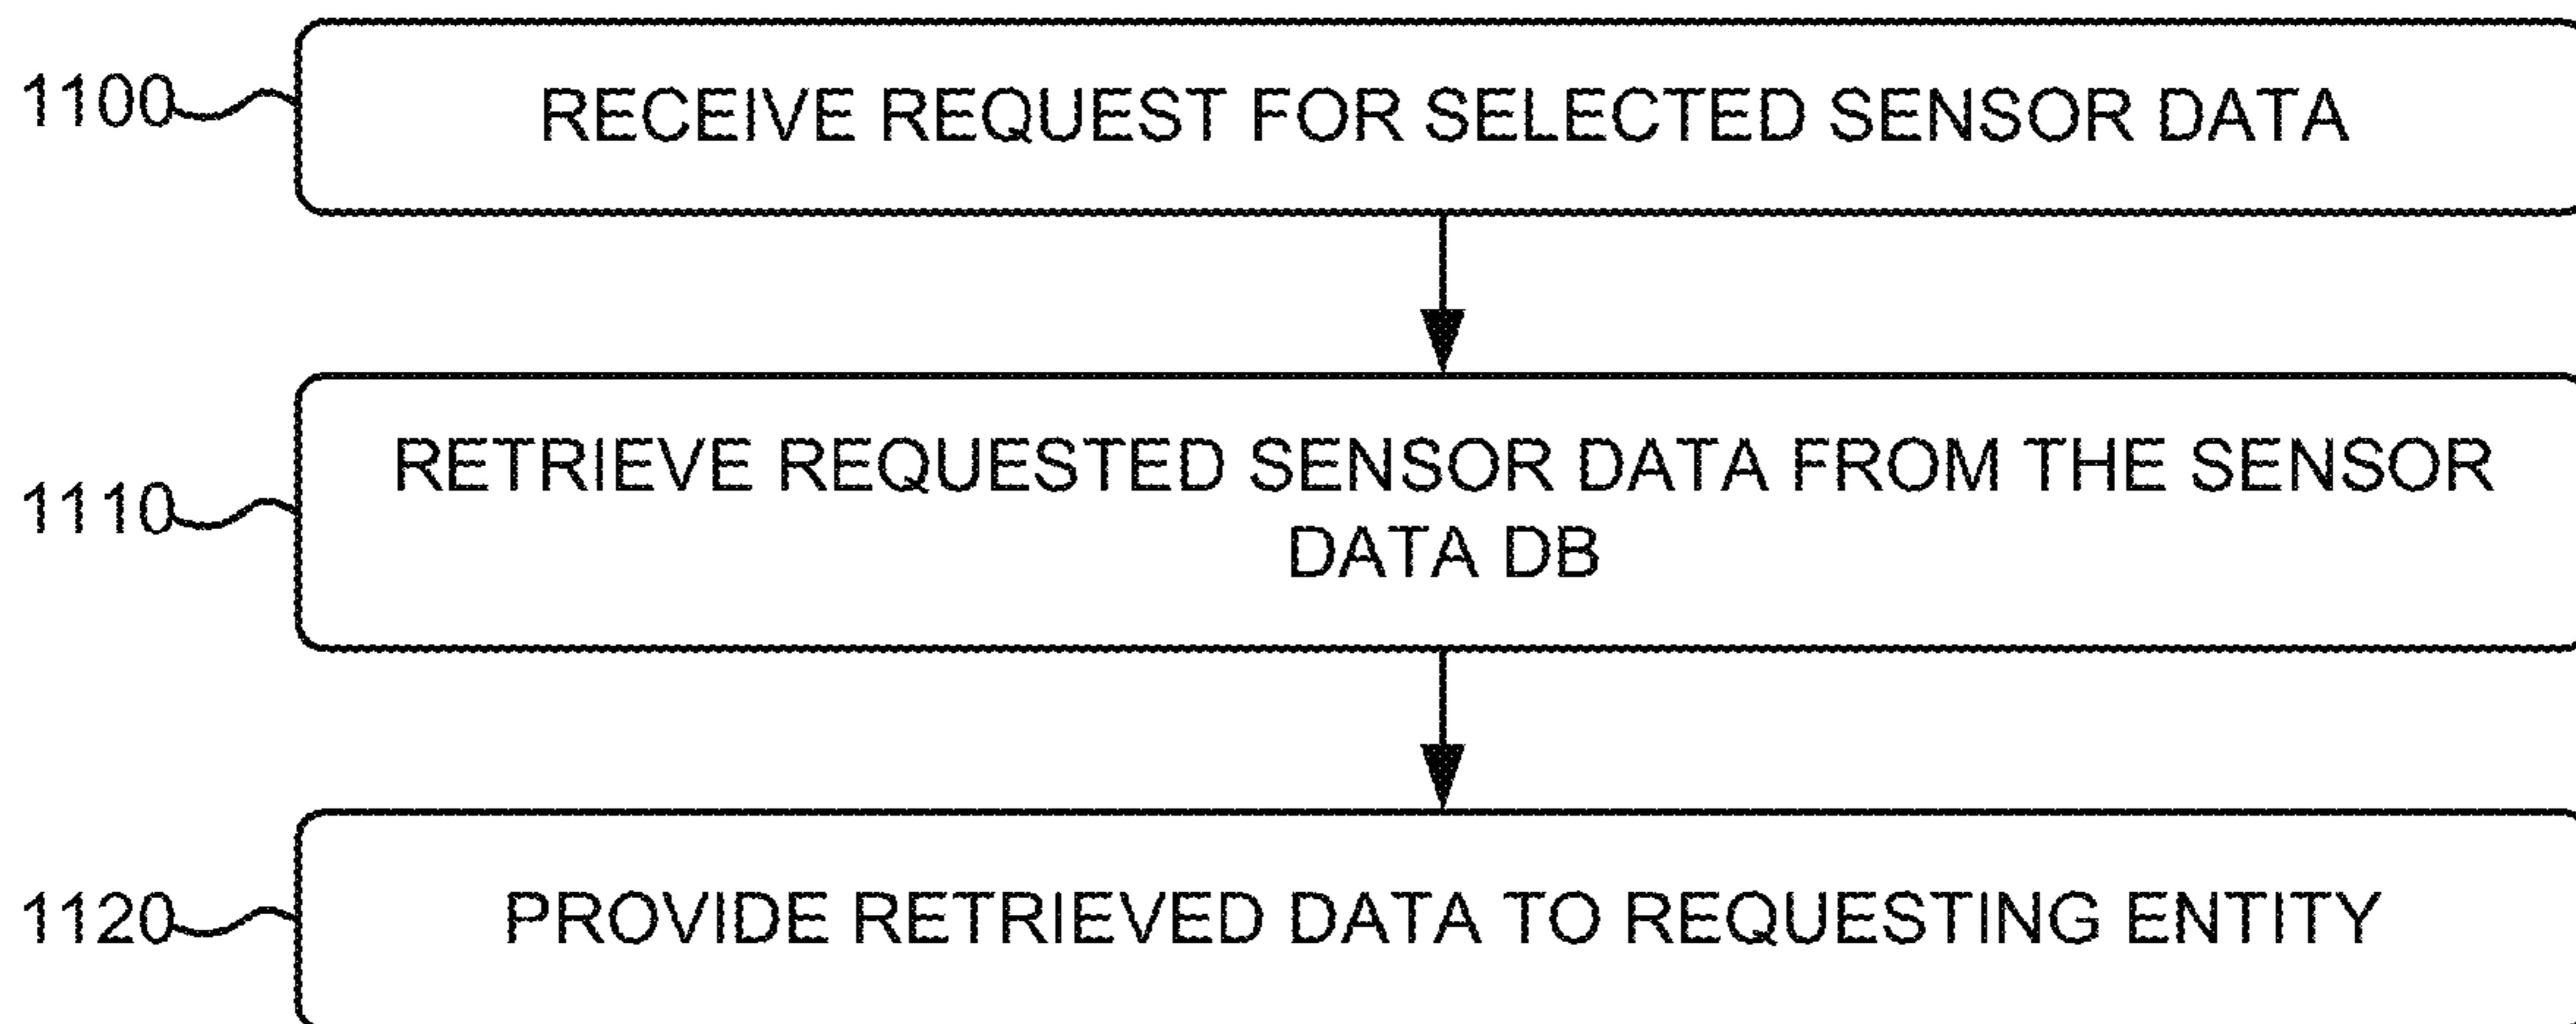 1100
RECEIVE REQUEST FOR SELECTED SENSOR DATA
1110
RETRIEVE REQUESTED SENSOR DATA FROM THE SENSOR
DATA DB
1120
PROVIDE RETRIEVED DATA TO REQUESTING ENTITY